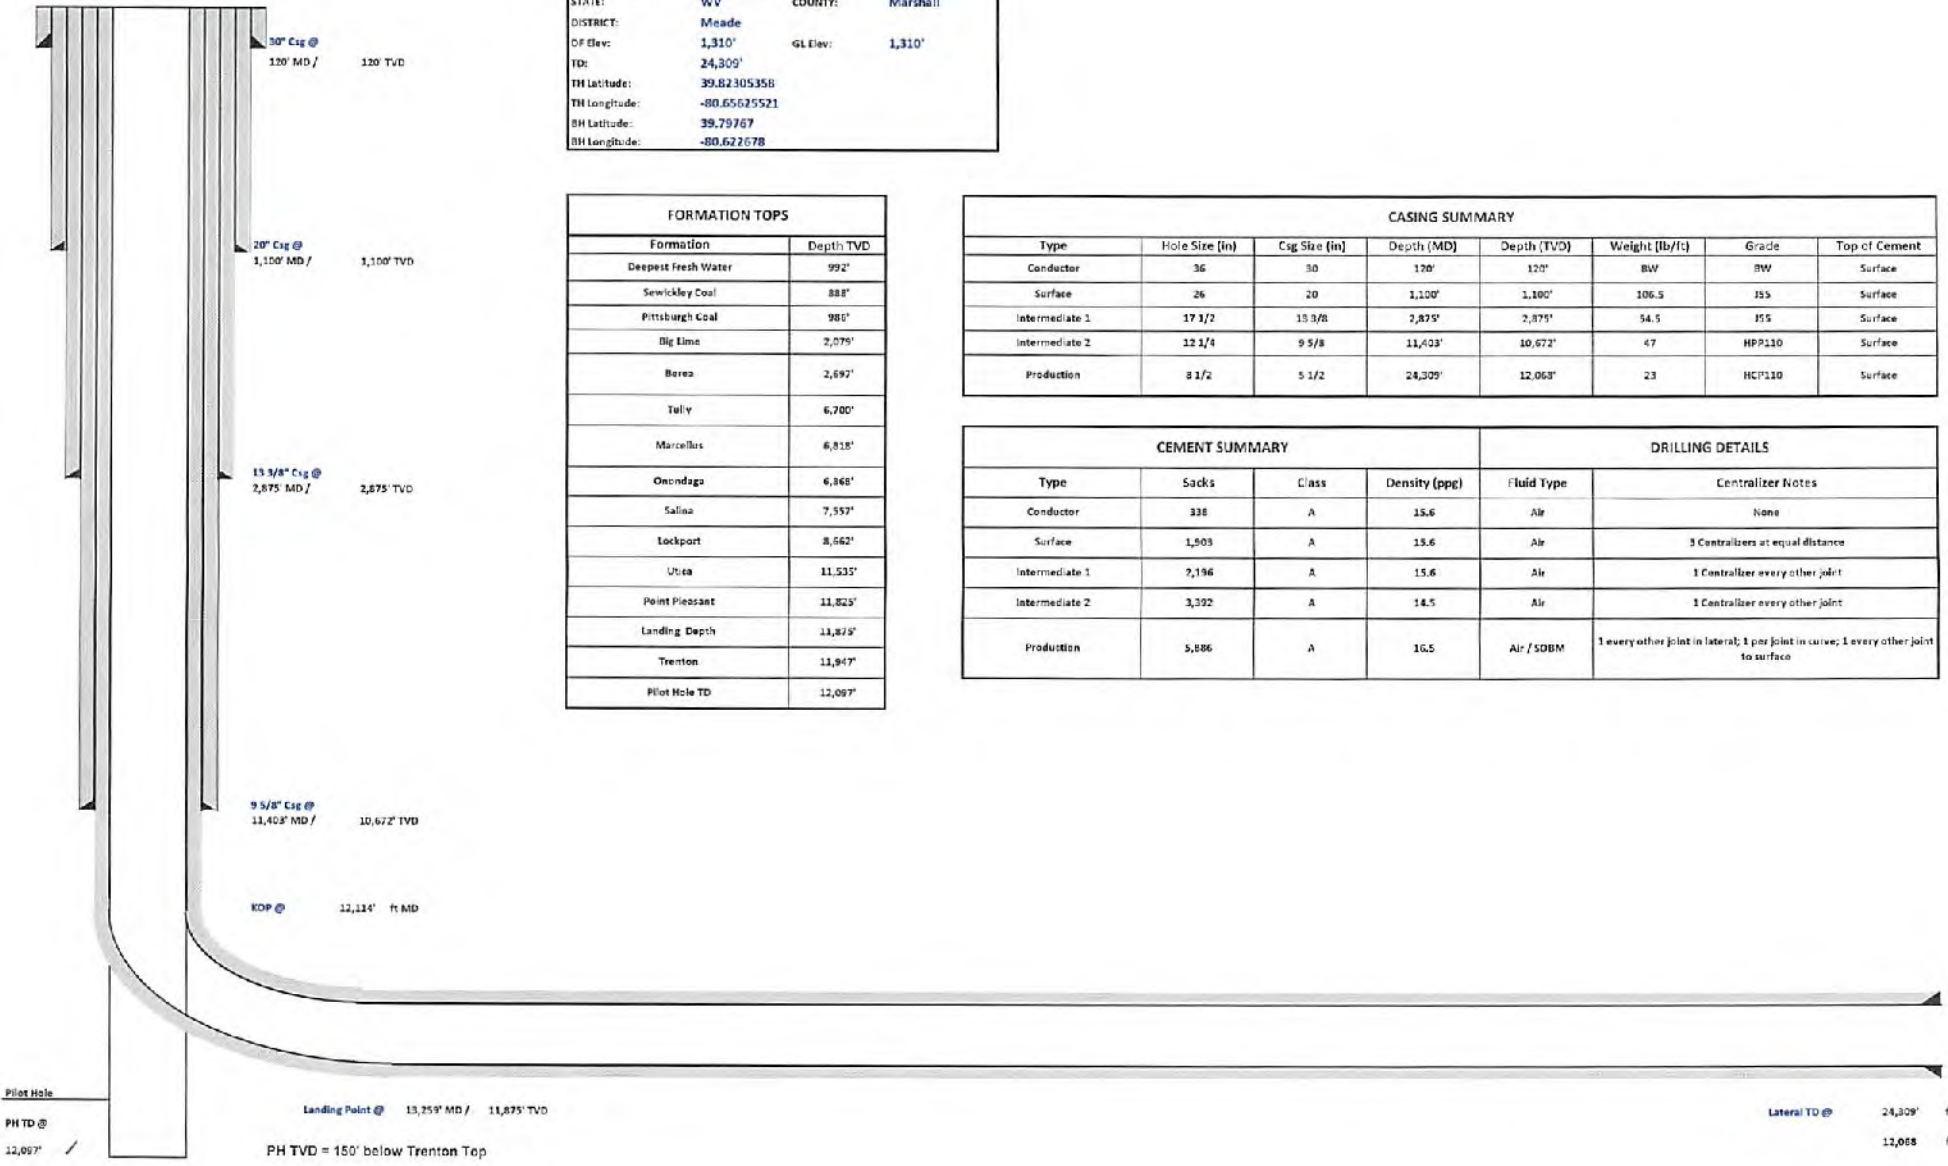 STATE: WV COUNTY: Marshall
DISTRICT: Meade
DF Elev: 1,310' GL Elev: 1,310'
TD: 24,309'
TH Latitude: 39.82305358
TH Longitude: -80.65625521
BH Latitude: 39.79767
BH Longitude: -80.622678
30" Csg @
120' MD / 120' TVD
20" Csg @
1,100' MD / 1,100' TVD
13 3/8" Csg @
2,875' MD / 2,875' TVD
9 5/8" Csg @
11,403' MD / 10,672' TVD
KOP @ 12,114' ft MD
FORMATION TOPS
Formation Depth TVD
Deepest Fresh Water 992'
Sewickley Coal 888'
Pittsburgh Coal 986'
Big Lime 2,079'
Berea 2,697'
Tully 6,700'
Marcellus 6,818'
Onondaga 6,868'
Salina 7,557'
Lockport 8,662'
Utica 11,535'
Point Pleasant 11,825'
Landing Depth 11,875'
Trenton 11,947'
Pilot Hole TD 12,097'
CASING SUMMARY
Type Hole Size (in) Csg Size (in) Depth (MD) Depth (TVD) Weight (lb/ft) Grade Top of Cement
Conductor 36 30 120' 120' BW BW Surface
Surface 26 20 1,100' 1,100' 106.5 J55 Surface
Intermediate 1 17 1/2 13 3/8 2,875' 2,875' 54.5 J55 Surface
Intermediate 2 12 1/4 9 5/8 11,403' 10,672' 47 HPP110 Surface
Production 8 1/2 5 1/2 24,309' 12,068' 23 HCP110 Surface
CEMENT SUMMARY DRILLING DETAILS
Type Sacks Class Density (ppg) Fluid Type Centralizer Notes
Conductor 338 A 15.6 Air None
Surface 1,903 A 15.6 Air 3 Centralizers at equal distance
Intermediate 1 2,196 A 15.6 Air 1 Centralizer every other joint
Intermediate 2 3,392 A 14.5 Air 1 Centralizer every other joint
Production 5,886 A 16.5 Air / SOBM 1 every other joint in lateral; 1 per joint in curve; 1 every other joint
to surface
Pilot Hole
PH TD @
12,097' /
Landing Point @ 13,259' MD / 11,875' TVD
PH TVD = 150' below Trenton Top
Lateral TD @ 24,309'
12,068